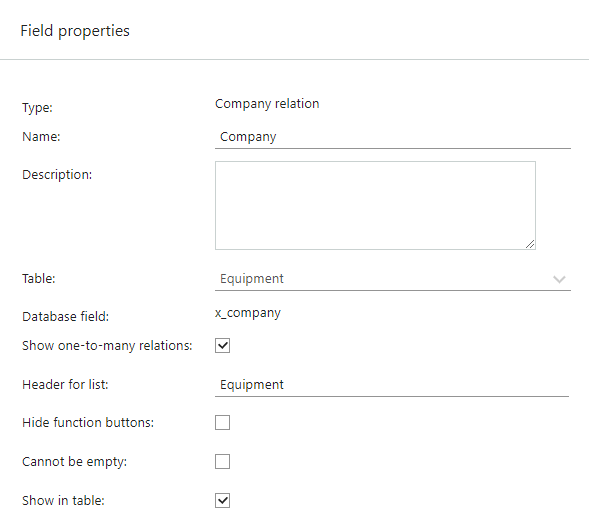 Field properties
Type: Company relation
Name: Company
Description:
Table: Equipment
Database field: x_company
Show one-to-many relations:
Header for list: Equipment
Hide function buttons:
Cannot be empty:
Show in table: